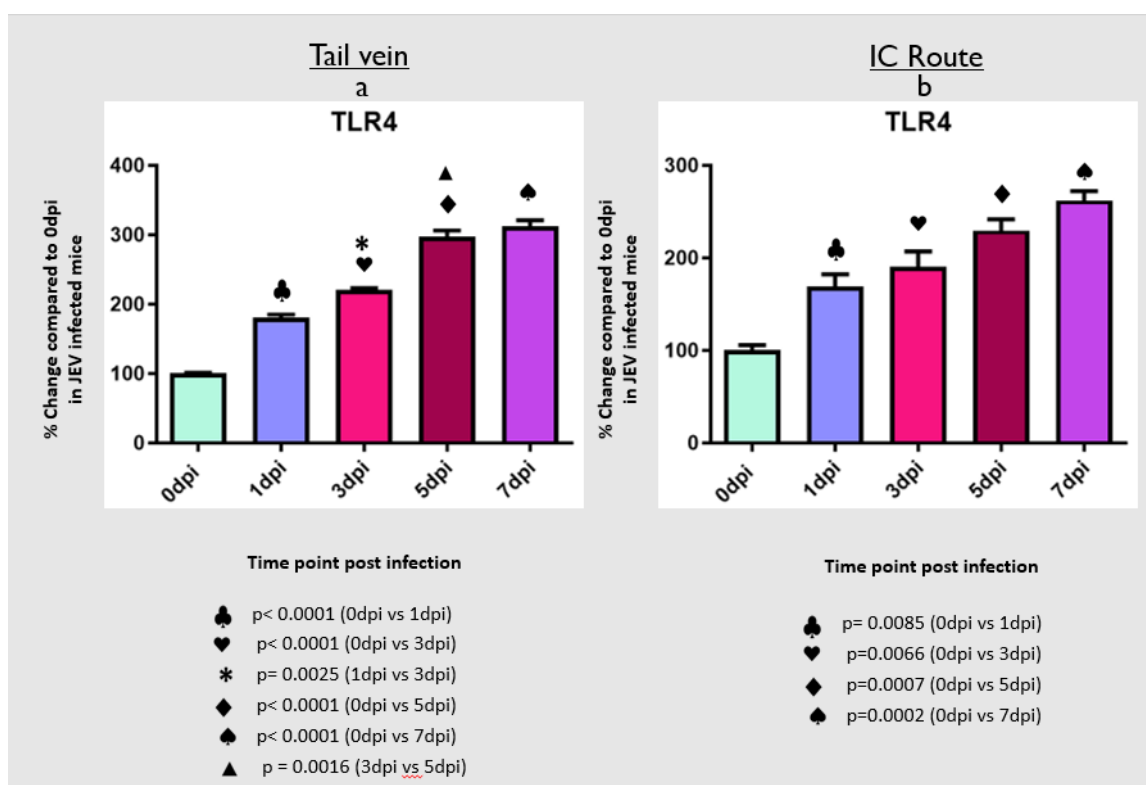 Tail vein
a
TLR4
% Change compared to 0dpi
in JEV infected mice
400
300
200
100
0
0dpi
1dpi
3dpi
5dpi
7dpi
Time point post infection
♣ p< 0.0001 (0dpi vs 1dpi)
♥ p< 0.0001 (0dpi vs 3dpi)
* p= 0.0025 (1dpi vs 3dpi)
♦ p< 0.0001 (0dpi vs 5dpi)
♠ p< 0.0001 (0dpi vs 7dpi)
▲ p = 0.0016 (3dpi vs 5dpi)
IC Route
b
TLR4
% Change compared to 0dpi
in JEV infected mice
300
200
100
0
0dpi
1dpi
3dpi
5dpi
7dpi
Time point post infection
♣ p= 0.0085 (0dpi vs 1dpi)
♥ p=0.0066 (0dpi vs 3dpi)
♦ p=0.0007 (0dpi vs 5dpi)
♠ p=0.0002 (0dpi vs 7dpi)